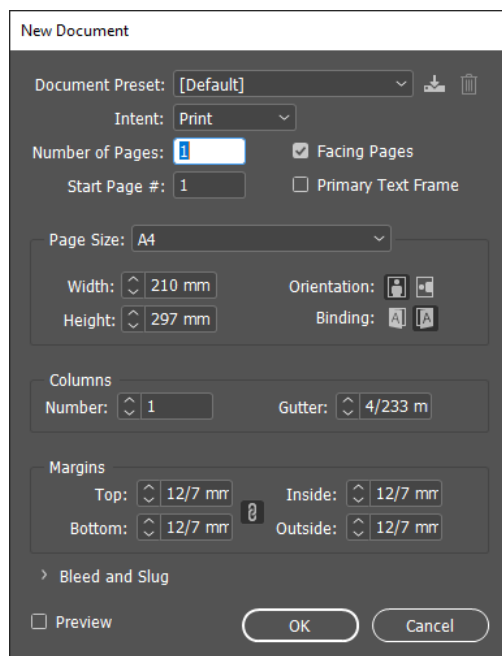 New Document
Document Preset: [Default]
Intent: Print
Number of Pages: 1 Facing Pages
Start Page #: 1 Primary Text Frame
Page Size: A4
Width: 210 mm Orientation:
Height: 297 mm Binding: A A
Columns
Number: 1 Gutter: 4/233 m
Margins
Top: 12/7 mm Inside: 12/7 mm
Bottom: 12/7 mm Outside: 12/7 mm
Bleed and Slug
Preview OK Cancel